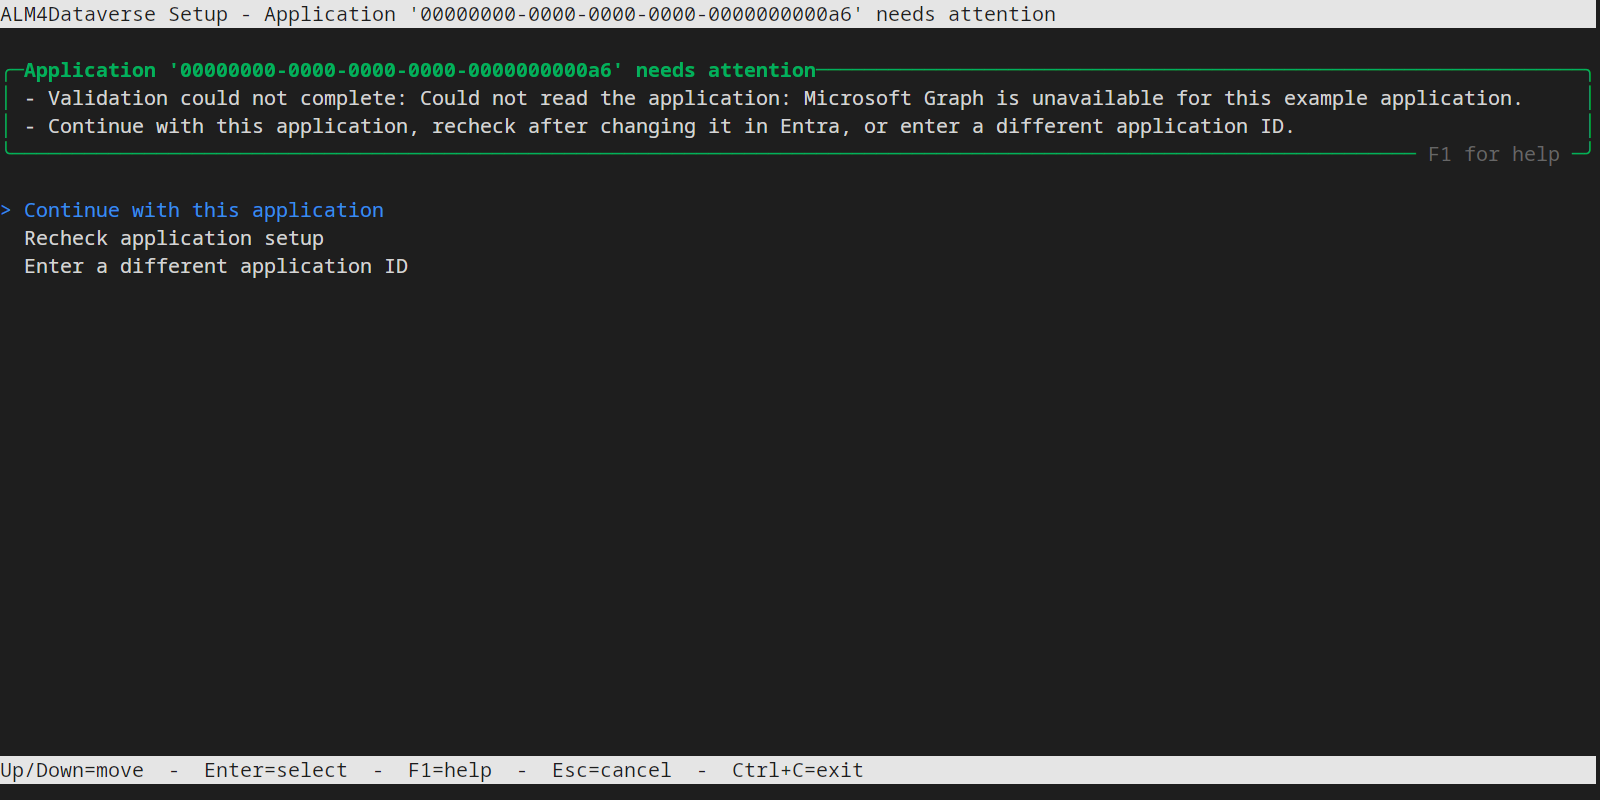 ALM4Dataverse Setup - Application '00000000-0000-0000-0000-0000000000a6' needs attention
Application '00000000-0000-0000-0000-0000000000a6' needs attention
- Validation could not complete: Could not read the application: Microsoft Graph is unavailable for this example application.
- Continue with this application, recheck after changing it in Entra, or enter a different application ID.
F1 for help
> Continue with this application
Recheck application setup
Enter a different application ID
Up/Down=move  -  Enter=select  -  F1=help  -  Esc=cancel  -  Ctrl+C=exit